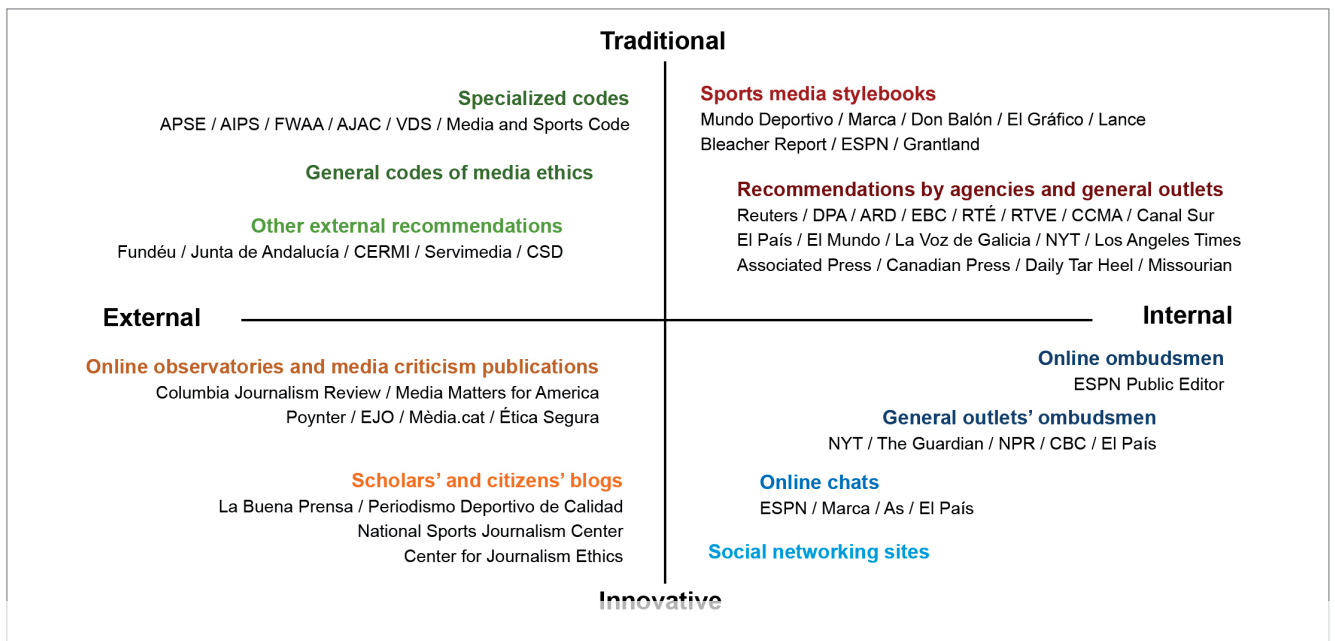 Traditional
Specialized codes
APSE / AIPS / FWAA / AJAC / VDS / Media and Sports Code
General codes of media ethics
Other external recommendations
Fundéu / Junta de Andalucía / CERMI / Servimedia / CSD
Sports media stylebooks
Mundo Deportivo / Marca / Don Balón / El Gráfico / Lance
Bleacher Report / ESPN / Grantland
Recommendations by agencies and general outlets
Reuters / DPA / ARD / EBC / RTÉ / RTVE / CCMA / Canal Sur
El País / El Mundo / La Voz de Galicia / NYT / Los Angeles Times
Associated Press / Canadian Press / Daily Tar Heel / Missourian
External
Internal
Online observatories and media criticism publications
Columbia Journalism Review / Media Matters for America
Poynter / EJO / Mèdia.cat / Ética Segura
Scholars’ and citizens’ blogs
La Buena Prensa / Periodismo Deportivo de Calidad
National Sports Journalism Center
Center for Journalism Ethics
Online ombudsmen
ESPN Public Editor
General outlets’ ombudsmen
NYT / The Guardian / NPR / CBC / El País
Online chats
ESPN / Marca / As / El País
Social networking sites
Innovative